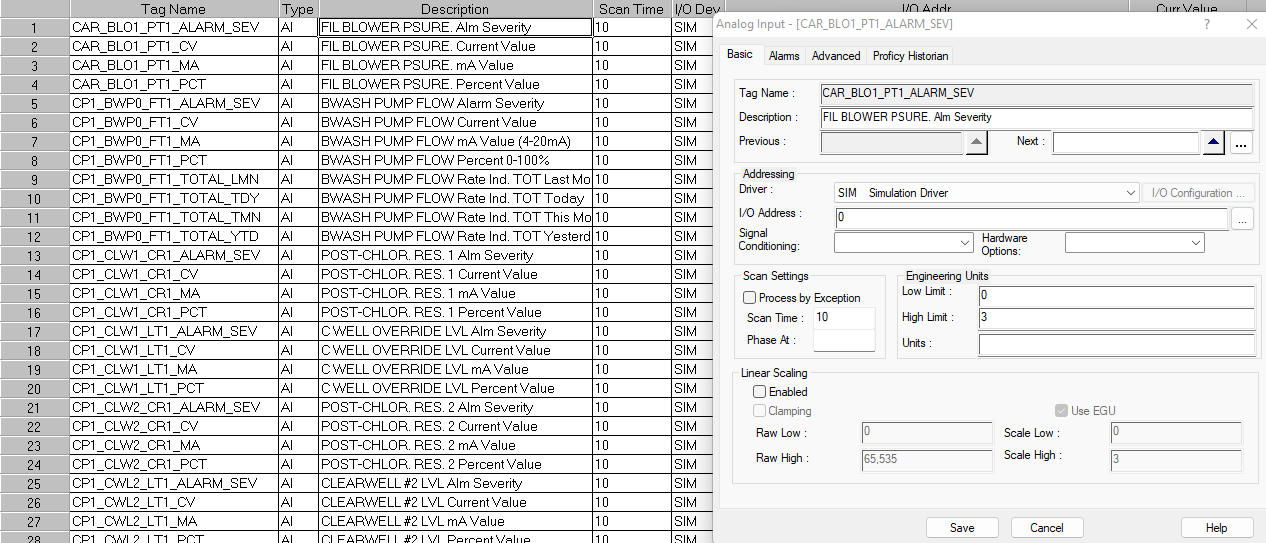 Tag Name Type Description Scan Time I/O Dev I/O Addr Curr Value
1 CAR_BLO1_PT1_ALARM_SEV AI FIL BLOWER PSURE. Alm Severity 10 SIM
2 CAR_BLO1_PT1_CV AI FIL BLOWER PSURE. Current Value 10 SIM
3 CAR_BLO1_PT1_MA AI FIL BLOWER PSURE. mA Value 10 SIM
4 CAR_BLO1_PT1_PCT AI FIL BLOWER PSURE. Percent Value 10 SIM
5 CP1_BWP0_FT1_ALARM_SEV AI BWASH PUMP FLOW Alarm Severity 10 SIM
6 CP1_BWP0_FT1_CV AI BWASH PUMP FLOW Current Value 10 SIM
7 CP1_BWP0_FT1_MA AI BWASH PUMP FLOW mA Value (4-20mA) 10 SIM
8 CP1_BWP0_FT1_PCT AI BWASH PUMP FLOW Percent 0-100% 10 SIM
9 CP1_BWP0_FT1_TOTAL_LMN AI BWASH PUMP FLOW Rate Ind. TOT Last Mo 10 SIM
10 CP1_BWP0_FT1_TOTAL_TDY AI BWASH PUMP FLOW Rate Ind. TOT Today 10 SIM
11 CP1_BWP0_FT1_TOTAL_TMN AI BWASH PUMP FLOW Rate Ind. TOT This Mo 10 SIM
12 CP1_BWP0_FT1_TOTAL_YTD AI BWASH PUMP FLOW Rate Ind. TOT Yesterd 10 SIM
13 CP1_CLW1_CR1_ALARM_SEV AI POST-CHLOR. RES. 1 Alm Severity 10 SIM
14 CP1_CLW1_CR1_CV AI POST-CHLOR. RES. 1 Current Value 10 SIM
15 CP1_CLW1_CR1_MA AI POST-CHLOR. RES. 1 mA Value 10 SIM
16 CP1_CLW1_CR1_PCT AI POST-CHLOR. RES. 1 Percent Value 10 SIM
17 CP1_CLW1_LT1_ALARM_SEV AI C WELL OVERRIDE LVL Alm Severity 10 SIM
18 CP1_CLW1_LT1_CV AI C WELL OVERRIDE LVL Current Value 10 SIM
19 CP1_CLW1_LT1_MA AI C WELL OVERRIDE LVL mA Value 10 SIM
20 CP1_CLW1_LT1_PCT AI C WELL OVERRIDE LVL Percent Value 10 SIM
21 CP1_CLW2_CR1_ALARM_SEV AI POST-CHLOR. RES. 2 Alm Severity 10 SIM
22 CP1_CLW2_CR1_CV AI POST-CHLOR. RES. 2 Current Value 10 SIM
23 CP1_CLW2_CR1_MA AI POST-CHLOR. RES. 2 mA Value 10 SIM
24 CP1_CLW2_CR1_PCT AI POST-CHLOR. RES. 2 Percent Value 10 SIM
25 CP1_CWL2_LT1_ALARM_SEV AI CLEARWELL #2 LVL Alm Severity 10 SIM
26 CP1_CWL2_LT1_CV AI CLEARWELL #2 LVL Current Value 10 SIM
27 CP1_CWL2_LT1_MA AI CLEARWELL #2 LVL mA Value 10 SIM
28 CP1_CWL2_LT1_PCT AI CLEARWELL #2 LVL Percent Value 10 SIM
Analog Input - [CAR_BLO1_PT1_ALARM_SEV] ?
Basic Alarms Advanced Proficy Historian
Tag Name : CAR_BLO1_PT1_ALARM_SEV
Description : FIL BLOWER PSURE. Alm Severity
Previous : Next : ...
Addressing
Driver : SIM Simulation Driver I/O Configuration ...
I/O Address : 0 ...
Signal Conditioning: Hardware Options:
Scan Settings
Process by Exception
Scan Time : 10
Phase At :
Engineering Units
Low Limit : 0
High Limit : 3
Units :
Linear Scaling
Enabled
Clamping Use EGU
Raw Low : 0 Scale Low : 0
Raw High : 65,535 Scale High : 3
Save Cancel Help